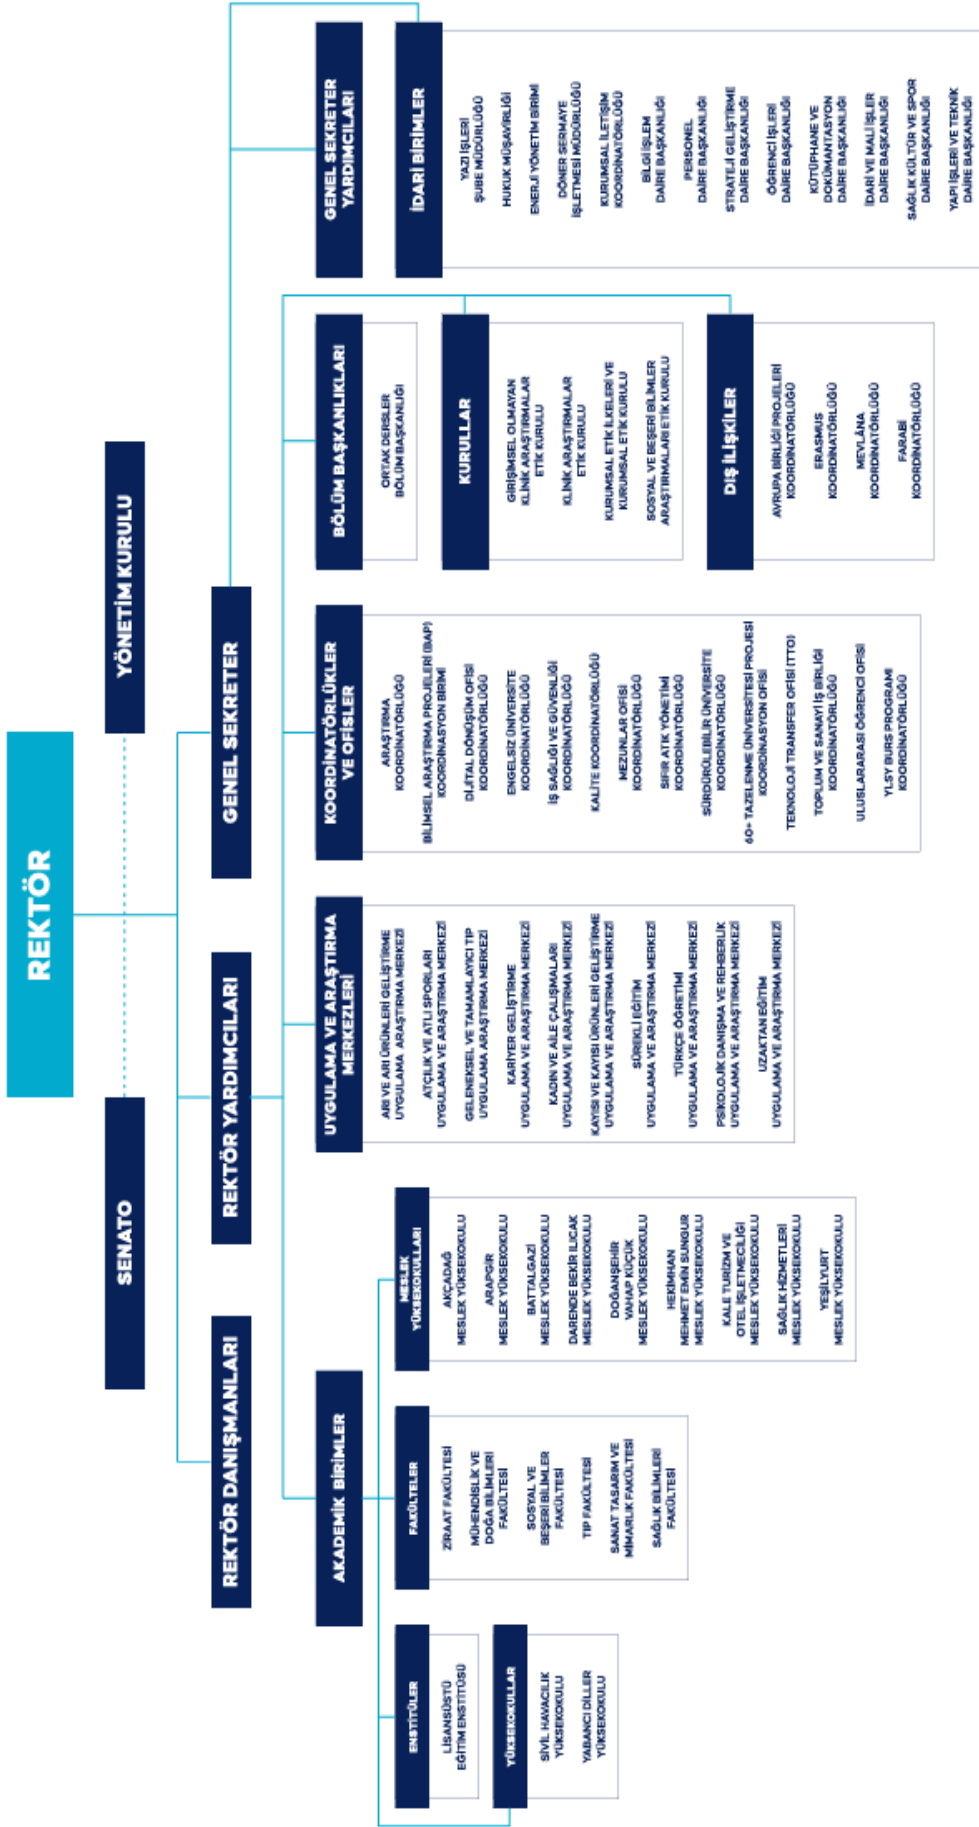 REKTÖR
SENATO
YÖNETİM KURULU
REKTÖR DANIŞMANLARI
REKTÖR YARDIMCILARI
GENEL SEKRETER
AKADEMİK BİRİMLER
ENSTİTÜLER
LİSANSÜSTÜ
EĞİTİM ENSTİTÜSÜ
YÜKSEKOKULLAR
SİVİL HAVACILIK
YÜKSEKOKULU
YABANCI DİLLER
YÜKSEKOKULU
FAKÜLTELER
ZİRAAT FAKÜLTESİ
MÜHENDİSLİK VE
DOĞA BİLİMLERİ
FAKÜLTESİ
SOSYAL VE
BEŞERİ BİLİMLER
FAKÜLTESİ
TIP FAKÜLTESİ
SANAT TASARIM VE
MİMARLIK FAKÜLTESİ
SAĞLIK BİLİMLERİ
FAKÜLTESİ
MESLEK
YÜKSEKOKULLARI
AKÇADAĞ
MESLEK YÜKSEKOKULU
ARAPGİR
MESLEK YÜKSEKOKULU
BATTALGAZİ
MESLEK YÜKSEKOKULU
DARENDE BEKİR ILICAK
MESLEK YÜKSEKOKULU
DOĞANŞEHİR
VAHAP KÜÇÜK
MESLEK YÜKSEKOKULU
HEKİMHAN
MEHMET EMİN SUNGUR
MESLEK YÜKSEKOKULU
KALE TURİZM VE
OTEL İŞLETMECİLİĞİ
MESLEK YÜKSEKOKULU
SAĞLIK HİZMETLERİ
MESLEK YÜKSEKOKULU
YEŞİLYURT
MESLEK YÜKSEKOKULU
UYGULAMA VE ARAŞTIRMA
MERKEZLERİ
ARI VE ARI ÜRÜNLERİ GELİŞTİRME
UYGULAMA ARAŞTIRMA MERKEZİ
ATÇILIK VE ATLI SPORLARI
UYGULAMA VE ARAŞTIRMA MERKEZİ
GELENEKSEL VE TAMAMLAYICI TIP
UYGULAMA ARAŞTIRMA MERKEZİ
KARİYER GELİŞTİRME
UYGULAMA VE ARAŞTIRMA MERKEZİ
KADIN VE AİLE ÇALIŞMALARI
UYGULAMA VE ARAŞTIRMA MERKEZİ
KAYISI VE KAYISI ÜRÜNLERİ GELİŞTİRME
UYGULAMA VE ARAŞTIRMA MERKEZİ
SÜREKLİ EĞİTİM
UYGULAMA VE ARAŞTIRMA MERKEZİ
TÜRKÇE ÖĞRETİMİ
UYGULAMA VE ARAŞTIRMA MERKEZİ
PSİKOLOJİK DANIŞMA VE REHBERLİK
UYGULAMA VE ARAŞTIRMA MERKEZİ
UZAKTAN EĞİTİM
UYGULAMA VE ARAŞTIRMA MERKEZİ
KOORDİNATÖRLÜKLER
VE OFİSLER
ARAŞTIRMA
KOORDİNATÖRLÜĞÜ
BİLİMSEL ARAŞTIRMA PROJELERİ (BAP)
KOORDİNASYON BİRİMİ
DİJİTAL DÖNÜŞÜM OFİSİ
KOORDİNATÖRLÜĞÜ
ENGELSİZ ÜNİVERSİTE
KOORDİNATÖRLÜĞÜ
İŞ SAĞLIĞI VE GÜVENLİĞİ
KOORDİNATÖRLÜĞÜ
KALİTE KOORDİNATÖRLÜĞÜ
MEZUNLAR OFİSİ
KOORDİNATÖRLÜĞÜ
SIFIR ATIK YÖNETİMİ
KOORDİNATÖRLÜĞÜ
SÜRDÜRÜLEBİLİR ÜNİVERSİTE
KOORDİNATÖRLÜĞÜ
60+ TAZELENME ÜNİVERSİTESİ PROJESİ
KOORDİNASYON OFİSİ
TEKNOLOJİ TRANSFER OFİSİ (TTO)
TOPLUM VE SANAYİ İŞ BİRLİĞİ
KOORDİNATÖRLÜĞÜ
ULUSLARARASI ÖĞRENCİ OFİSİ
YLSY BURS PROGRAMI
KOORDİNATÖRLÜĞÜ
BÖLÜM BAŞKANLIKLARI
ORTAK DERSLER
BÖLÜM BAŞKANLIĞI
KURULLAR
GİRİŞİMSEL OLMAYAN
KLİNİK ARAŞTIRMALAR
ETİK KURULU
KLİNİK ARAŞTIRMALAR
ETİK KURULU
KURUMSAL ETİK İLKELERİ VE
KURUMSAL ETİK KURULU
SOSYAL VE BEŞERİ BİLİMLER
ARAŞTIRMALARI ETİK KURULU
DIŞ İLİŞKİLER
AVRUPA BİRLİĞİ PROJELERİ
KOORDİNATÖRLÜĞÜ
ERASMUS
KOORDİNATÖRLÜĞÜ
MEVLÂNA
KOORDİNATÖRLÜĞÜ
FARABİ
KOORDİNATÖRLÜĞÜ
GENEL SEKRETER
YARDIMCILARI
İDARİ BİRİMLER
YAZI İŞLERİ
ŞUBE MÜDÜRLÜĞÜ
HUKUK MÜŞAVİRLİĞİ
ENERJİ YÖNETİM BİRİMİ
DÖNER SERMAYE
İŞLETMESİ MÜDÜRLÜĞÜ
KURUMSAL İLETİŞİM
KOORDİNATÖRLÜĞÜ
BİLGİ İŞLEM
DAİRE BAŞKANLIĞI
PERSONEL
DAİRE BAŞKANLIĞI
STRATEJİ GELİŞTİRME
DAİRE BAŞKANLIĞI
ÖĞRENCİ İŞLERİ
DAİRE BAŞKANLIĞI
KÜTÜPHANE VE
DOKÜMANTASYON
DAİRE BAŞKANLIĞI
İDARİ VE MALİ İŞLER
DAİRE BAŞKANLIĞI
SAĞLIK KÜLTÜR VE SPOR
DAİRE BAŞKANLIĞI
YAPI İŞLERİ VE TEKNİK
DAİRE BAŞKANLIĞI